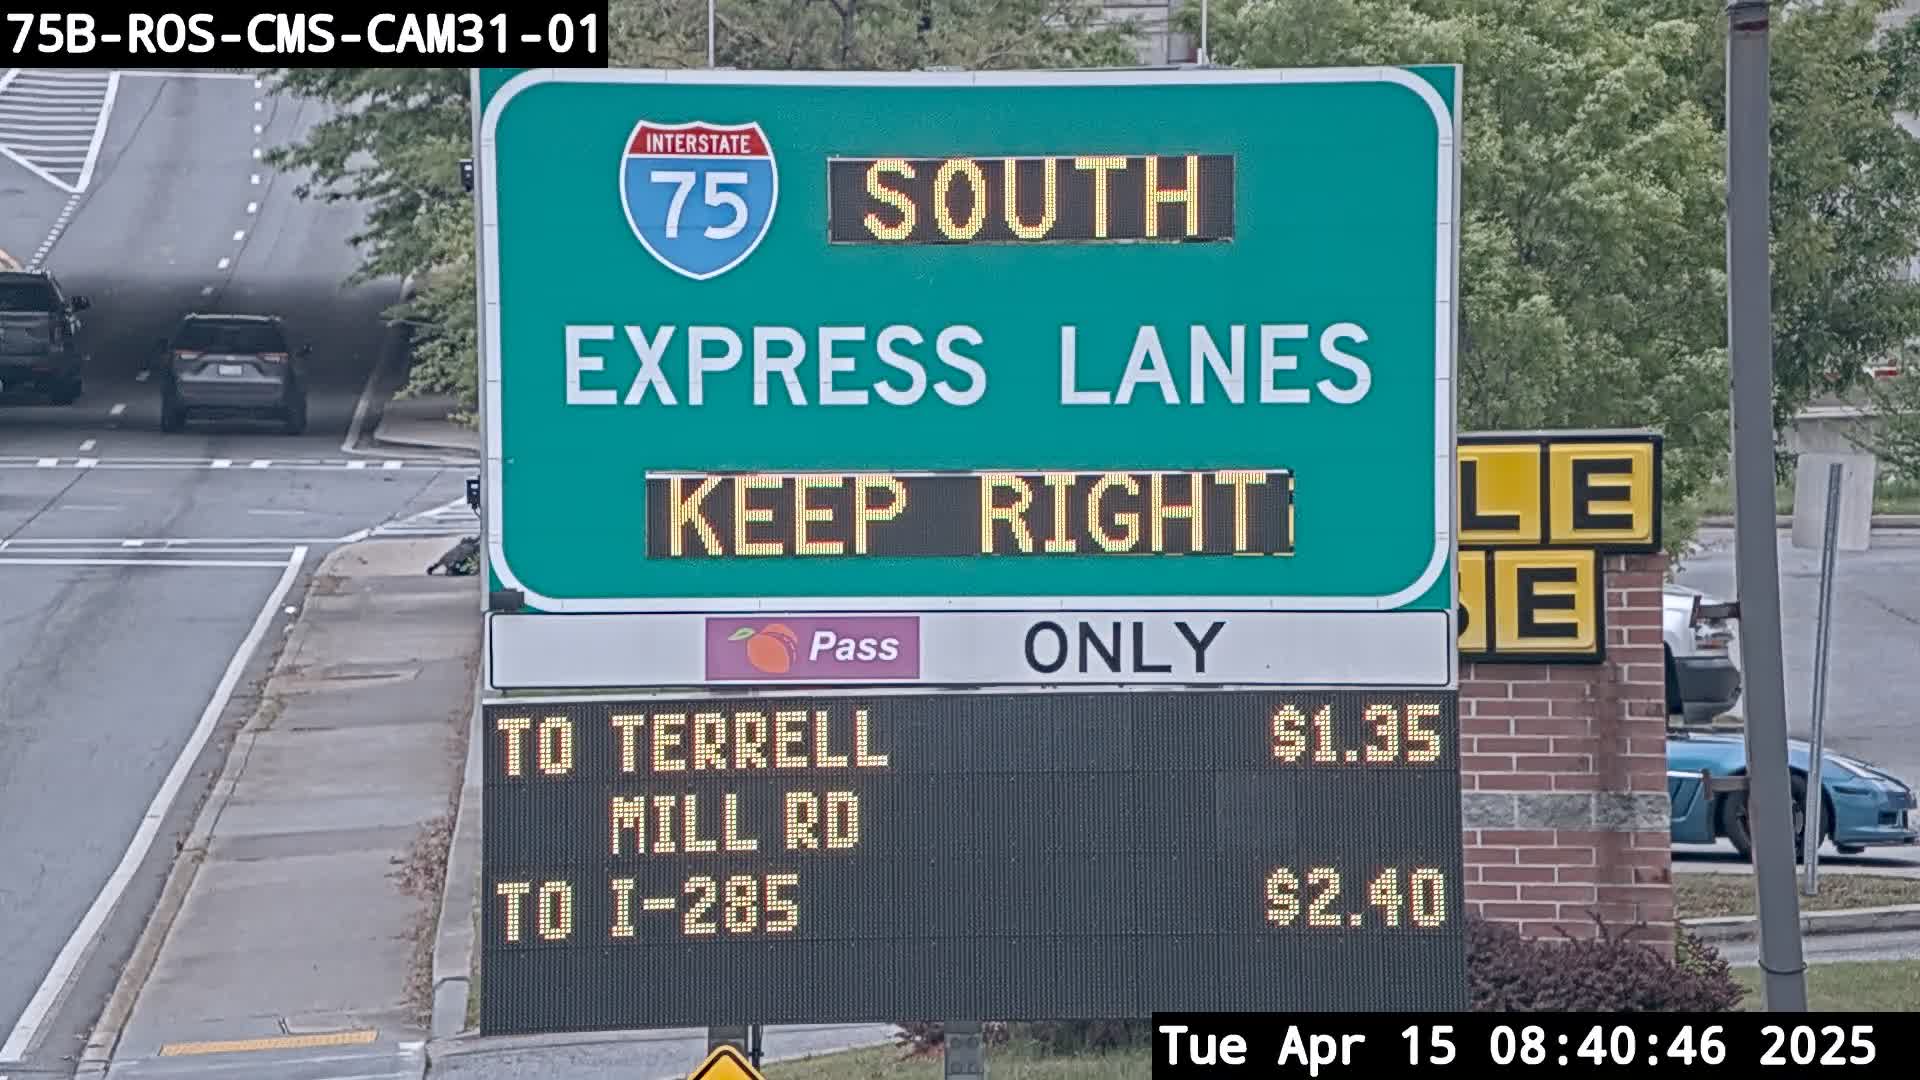 75B-ROS-CMS-CAM31-01
INTERSTATE
75
SOUTH
EXPRESS LANES
KEEP RIGHT
Pass ONLY
TO TERRELL $1.35
MILL RD
TO I-285 $2.40
LE
E
Tue Apr 15 08:40:46 2025